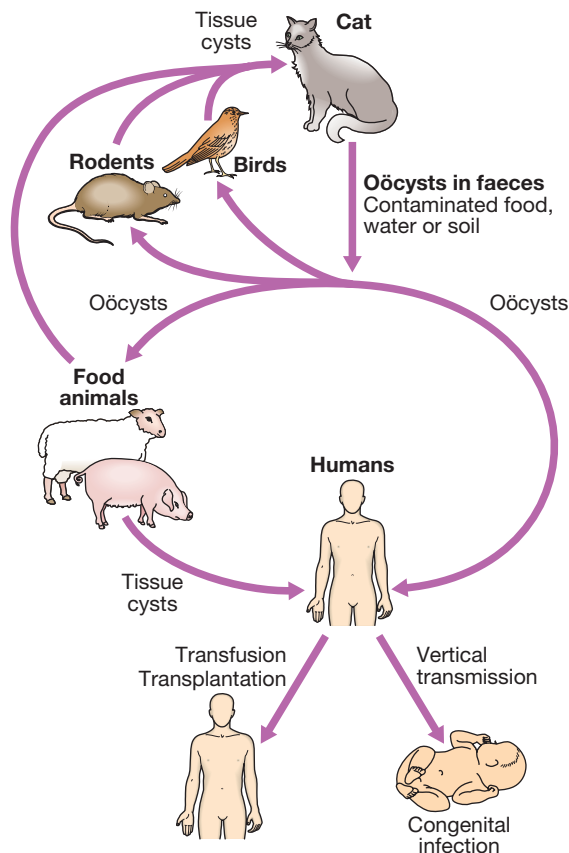 Tissue
cysts
Cat
Rodents
Birds
Oöcysts in faeces
Contaminated food,
water or soil
Oöcysts
Oöcysts
Food
animals
Humans
Tissue
cysts
Transfusion
Transplantation
Vertical
transmission
Congenital
infection